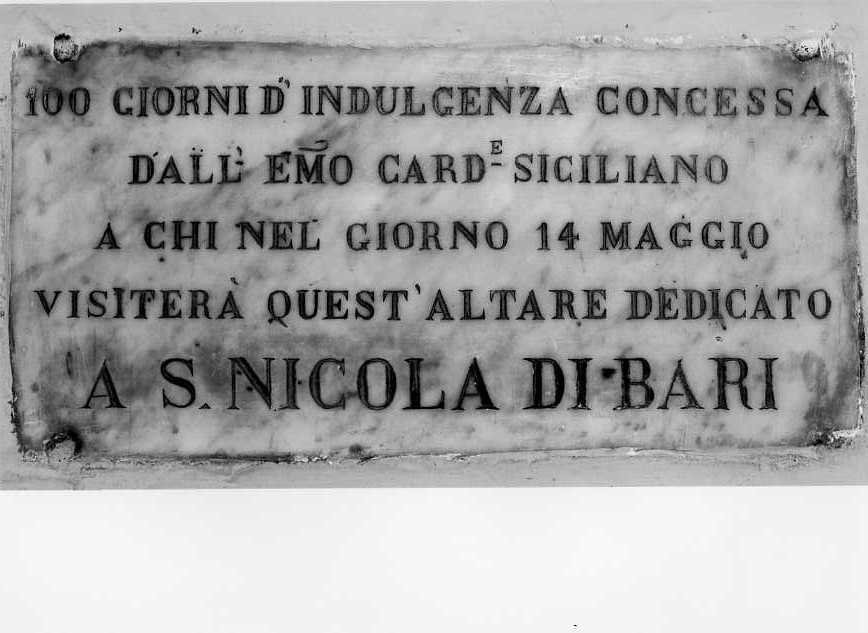 100 GIORNI D'INDULGENZA CONCESSA
DALL' EM̃O CARDᴱ SICILIANO
A CHI NEL GIORNO 14 MAGGIO
VISITERÀ QUEST'ALTARE DEDICATO
A S. NICOLA DI BARI